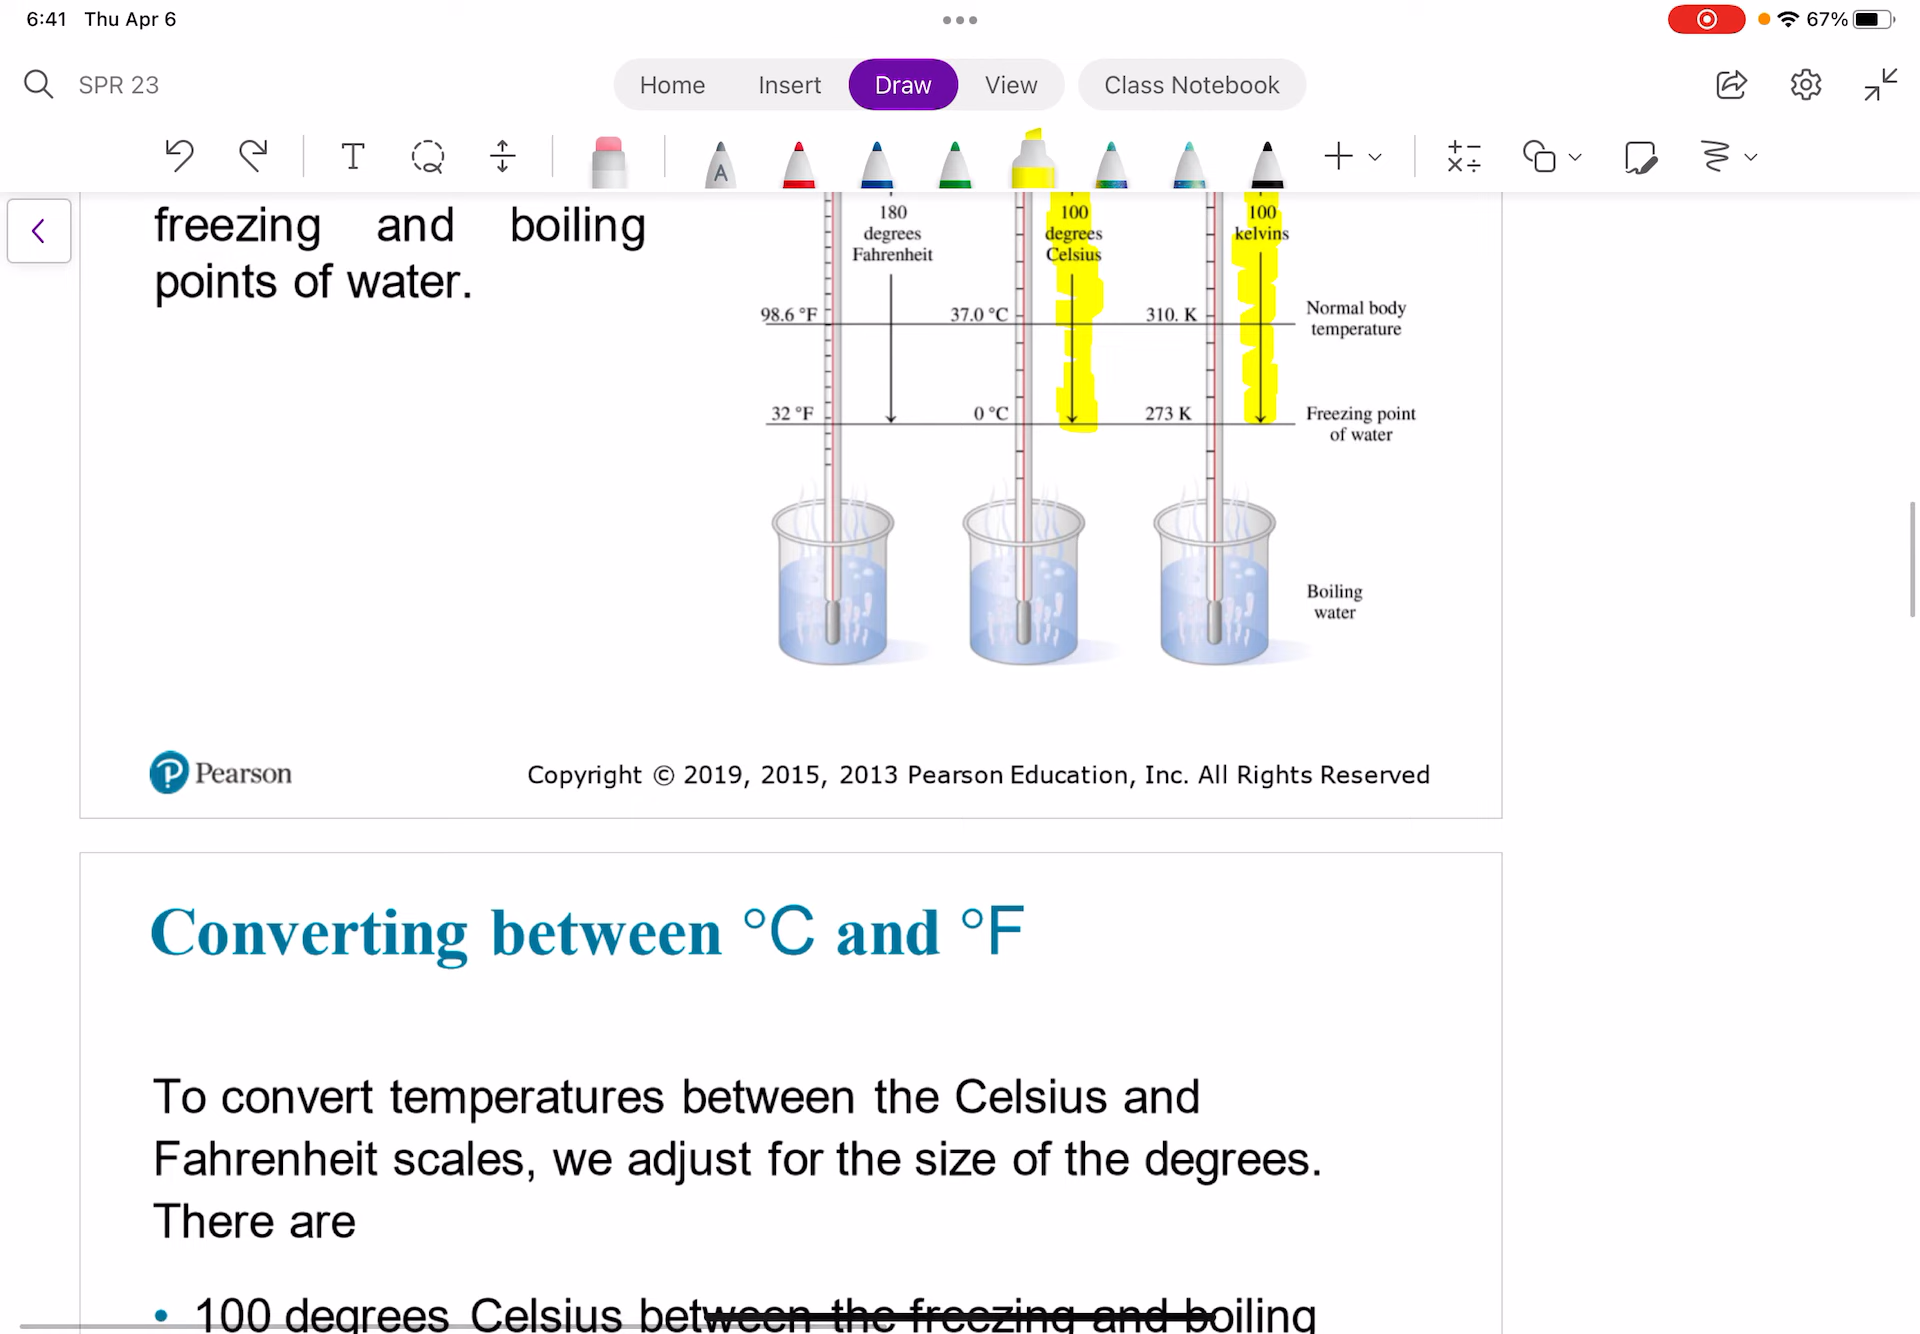 6:41 Thu Apr 6
67%
SPR 23
Home Insert Draw View Class Notebook
T
A
freezing and boiling
points of water.
180
degrees
Fahrenheit
100
degrees
Celsius
100
kelvins
98.6 °F
37.0 °C
310. K
Normal body
temperature
32 °F
0 °C
273 K
Freezing point
of water
Boiling
water
P Pearson
Copyright © 2019, 2015, 2013 Pearson Education, Inc. All Rights Reserved
Converting between °C and °F
To convert temperatures between the Celsius and
Fahrenheit scales, we adjust for the size of the degrees.
There are
• 100 degrees Celsius between the freezing and boiling